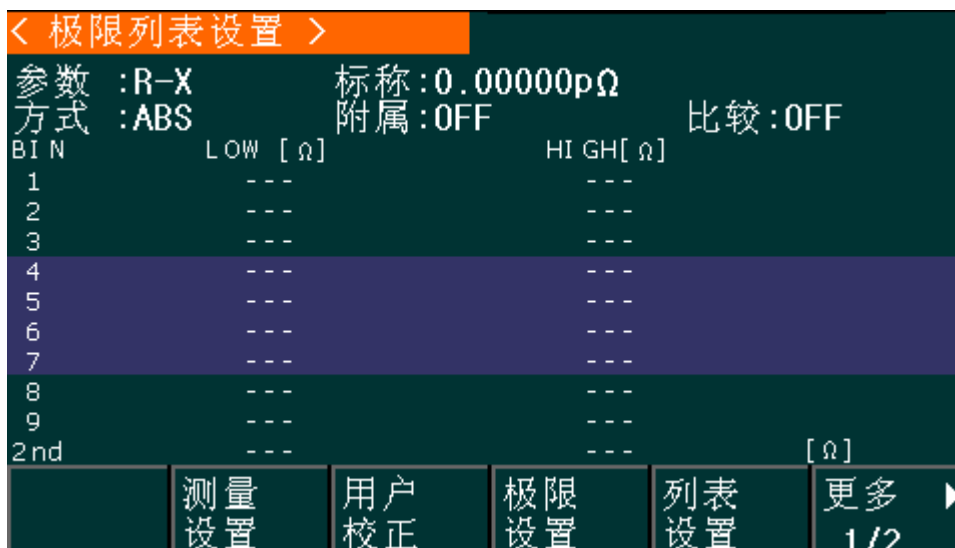 < 极限列表设置 >
参数 :R-X 标称:0.00000pΩ
方式 :ABS 附属:OFF 比较:OFF
BIN LOW [Ω] HIGH[Ω]
1 --- ---
2 --- ---
3 --- ---
4 --- ---
5 --- ---
6 --- ---
7 --- ---
8 --- ---
9 --- ---
2nd --- --- [Ω]
测量 用户 极限 列表 更多
设置 校正 设置 设置 1/2